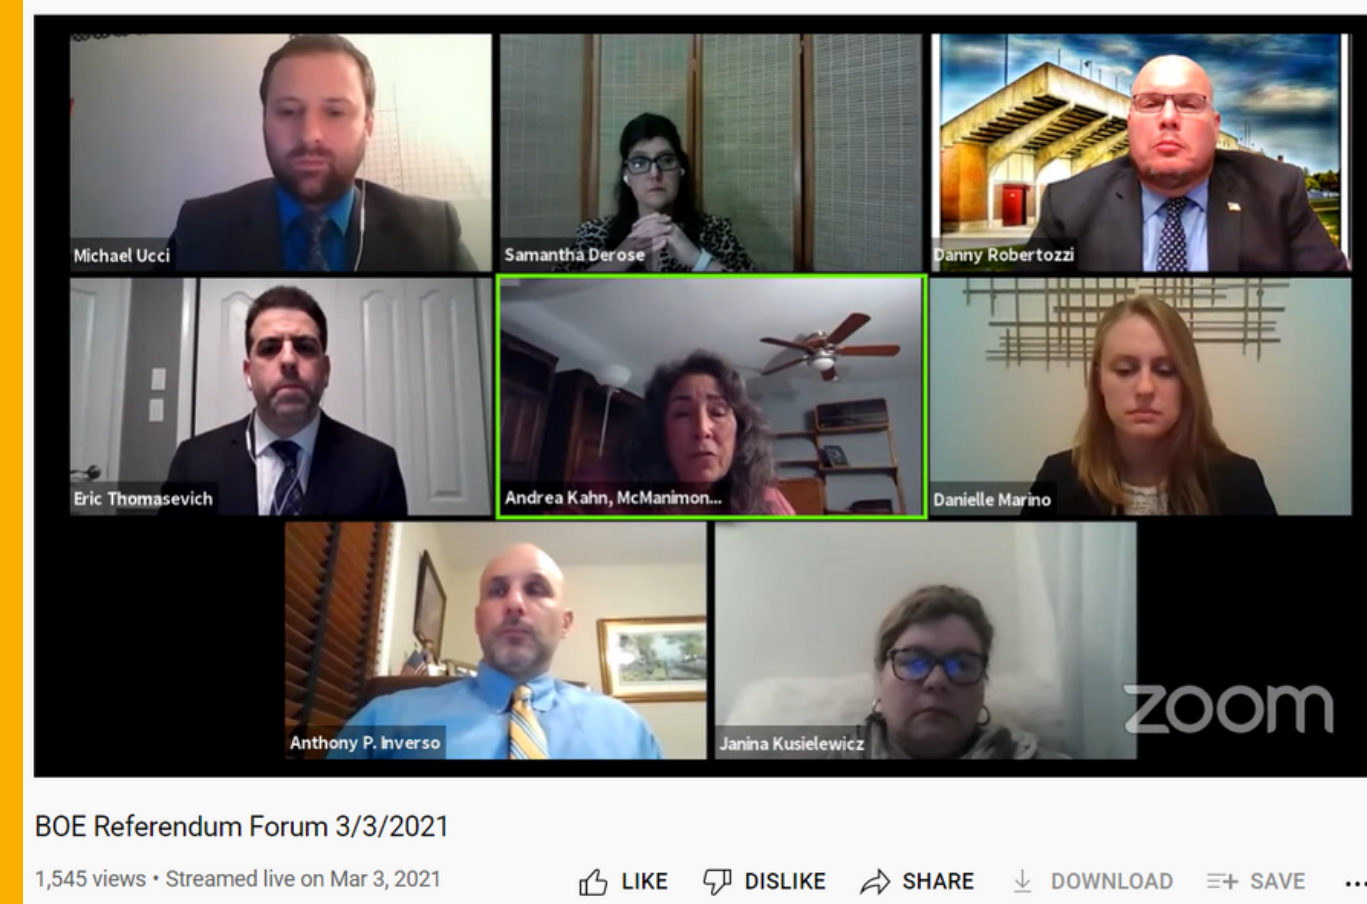 Michael Ucci
Samantha Derose
Danny Robertozzi
Eric Thomasevich
Andrea Kahn, McManimon...
Danielle Marino
Anthony P. Inverso
Janina Kusielewicz
zoom
BOE Referendum Forum 3/3/2021
1,545 views • Streamed live on Mar 3, 2021
LIKE DISLIKE SHARE DOWNLOAD SAVE ...